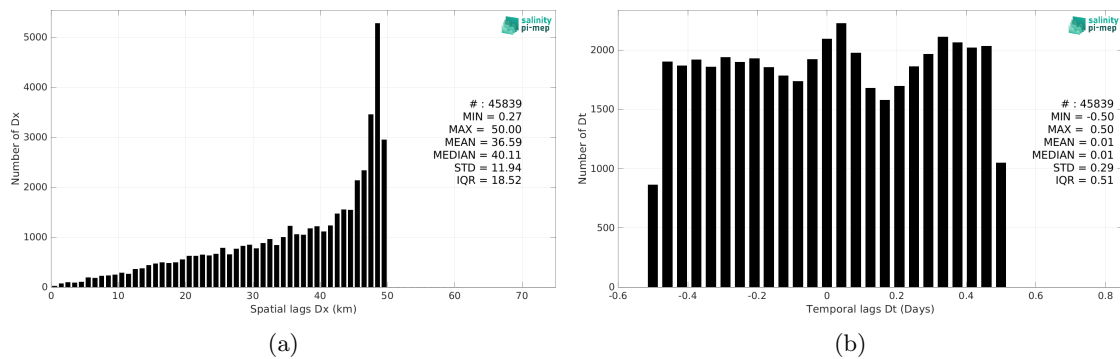 salinity
pi-mep
5000
4000
3000
2000
1000
0
Number of Dx
# : 45839
MIN = 0.27
MAX = 50.00
MEAN = 36.59
MEDIAN = 40.11
STD = 11.94
IQR = 18.52
0 10 20 30 40 50 60 70
Spatial lags Dx (km)
(a)
salinity
pi-mep
2000
1500
1000
500
0
Number of Dt
# : 45839
MIN = -0.50
MAX = 0.50
MEAN = 0.01
MEDIAN = 0.01
STD = 0.29
IQR = 0.51
-0.6 -0.4 -0.2 0 0.2 0.4 0.6 0.8
Temporal lags Dt (Days)
(b)